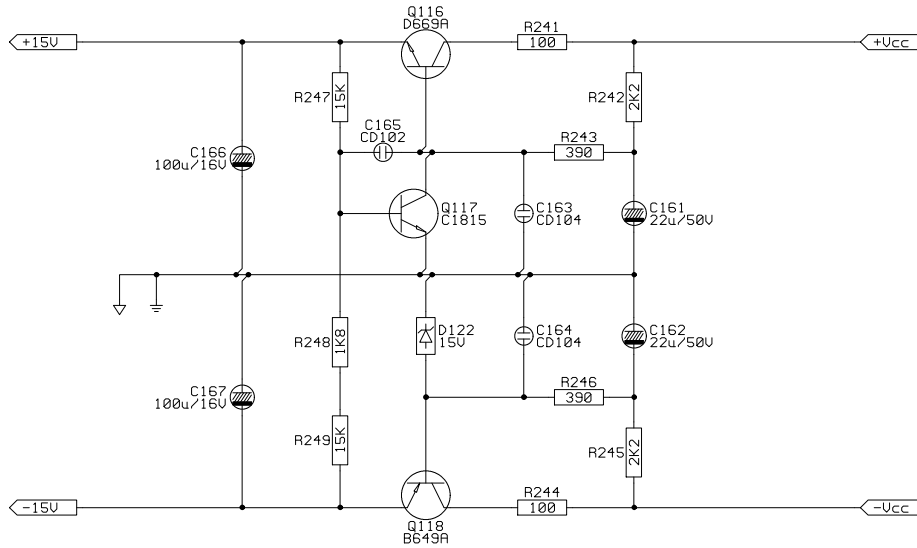 Q116
D669A
+15V
R241
100
+Vcc
R247
15K
R242
2K2
C165
CD102
R243
390
C166
100u/16V
Q117
C1815
C163
CD104
C161
22u/50V
R248
1K8
D122
15V
C164
CD104
C162
22u/50V
C167
100u/16V
R246
390
R249
15K
R245
2K2
-15V
R244
100
-Vcc
Q118
B649A